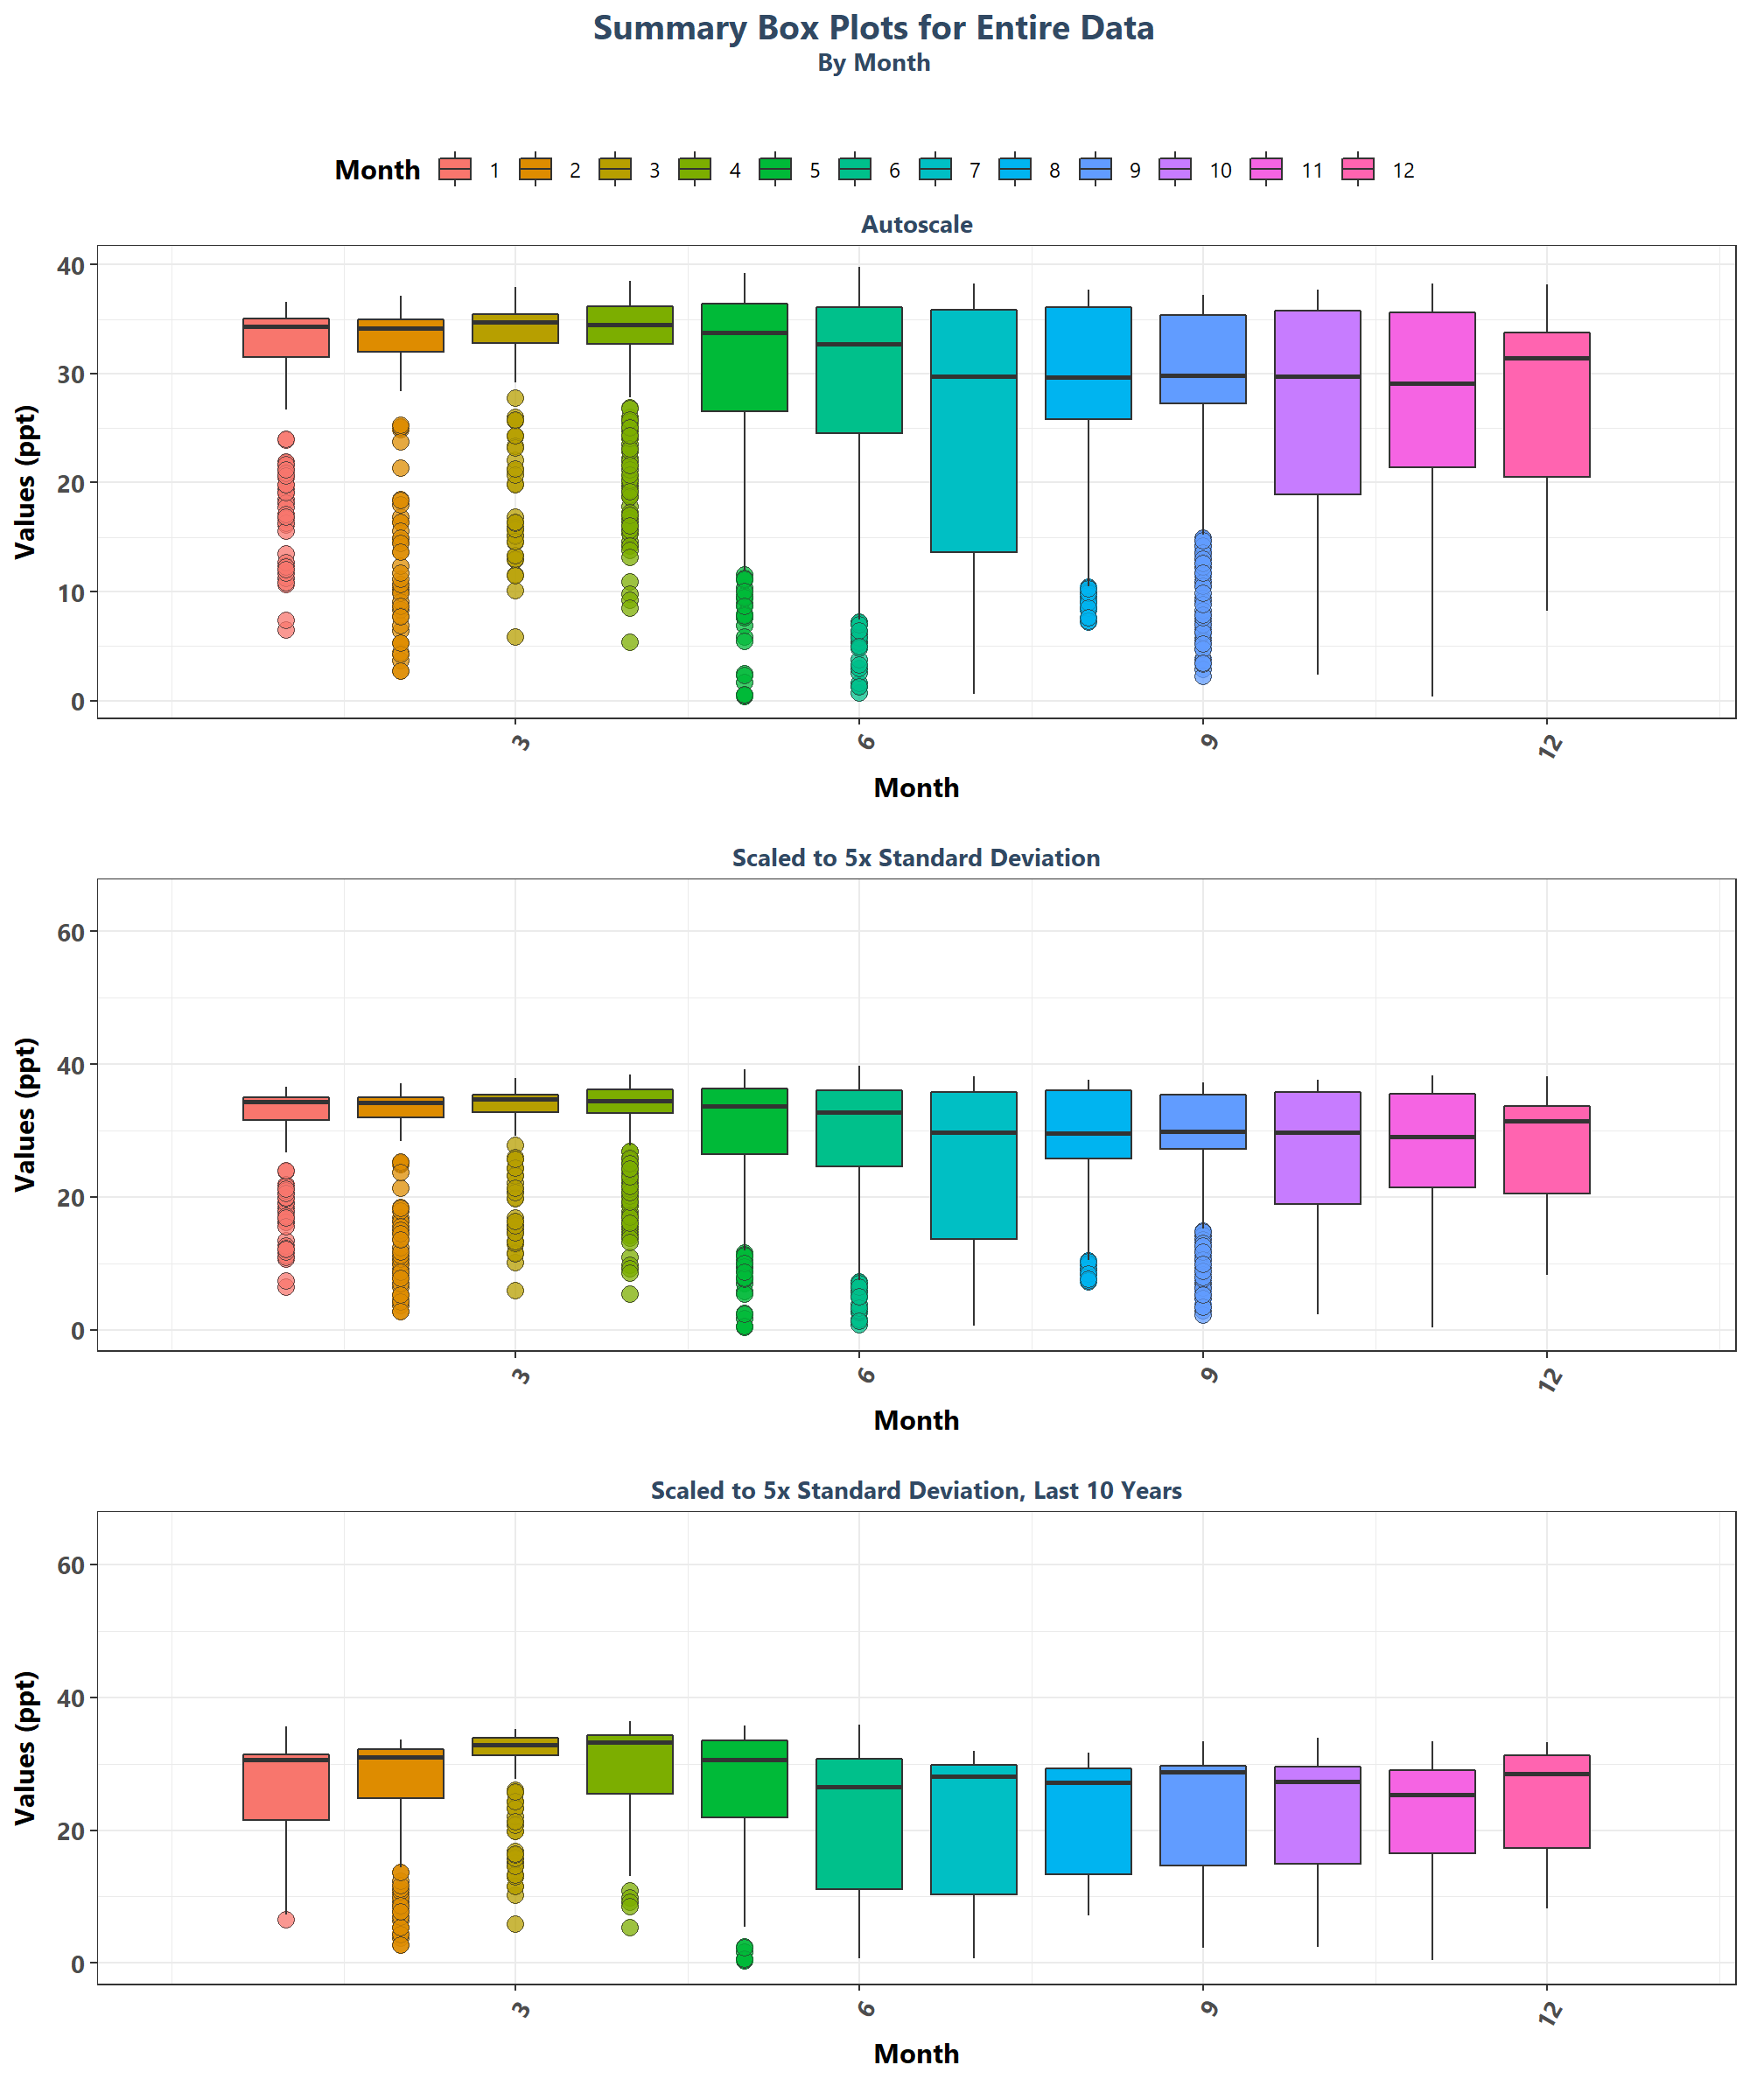 Summary Box Plots for Entire Data
By Month
Month 1 2 3 4 5 6 7 8 9 10 11 12
Autoscale
Values (ppt)
40
30
20
10
0
3 6 9 12
Month
Scaled to 5x Standard Deviation
Values (ppt)
60
40
20
0
3 6 9 12
Month
Scaled to 5x Standard Deviation, Last 10 Years
Values (ppt)
60
40
20
0
3 6 9 12
Month